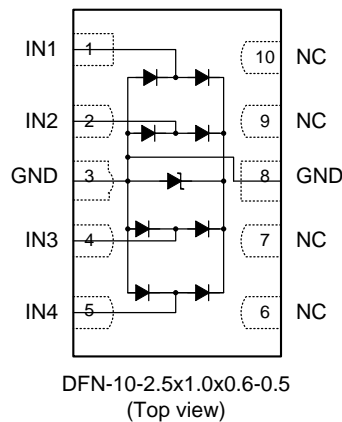 IN1 1 10 NC
IN2 2 9 NC
GND 3 8 GND
IN3 4 7 NC
IN4 5 6 NC
DFN-10-2.5x1.0x0.6-0.5
(Top view)